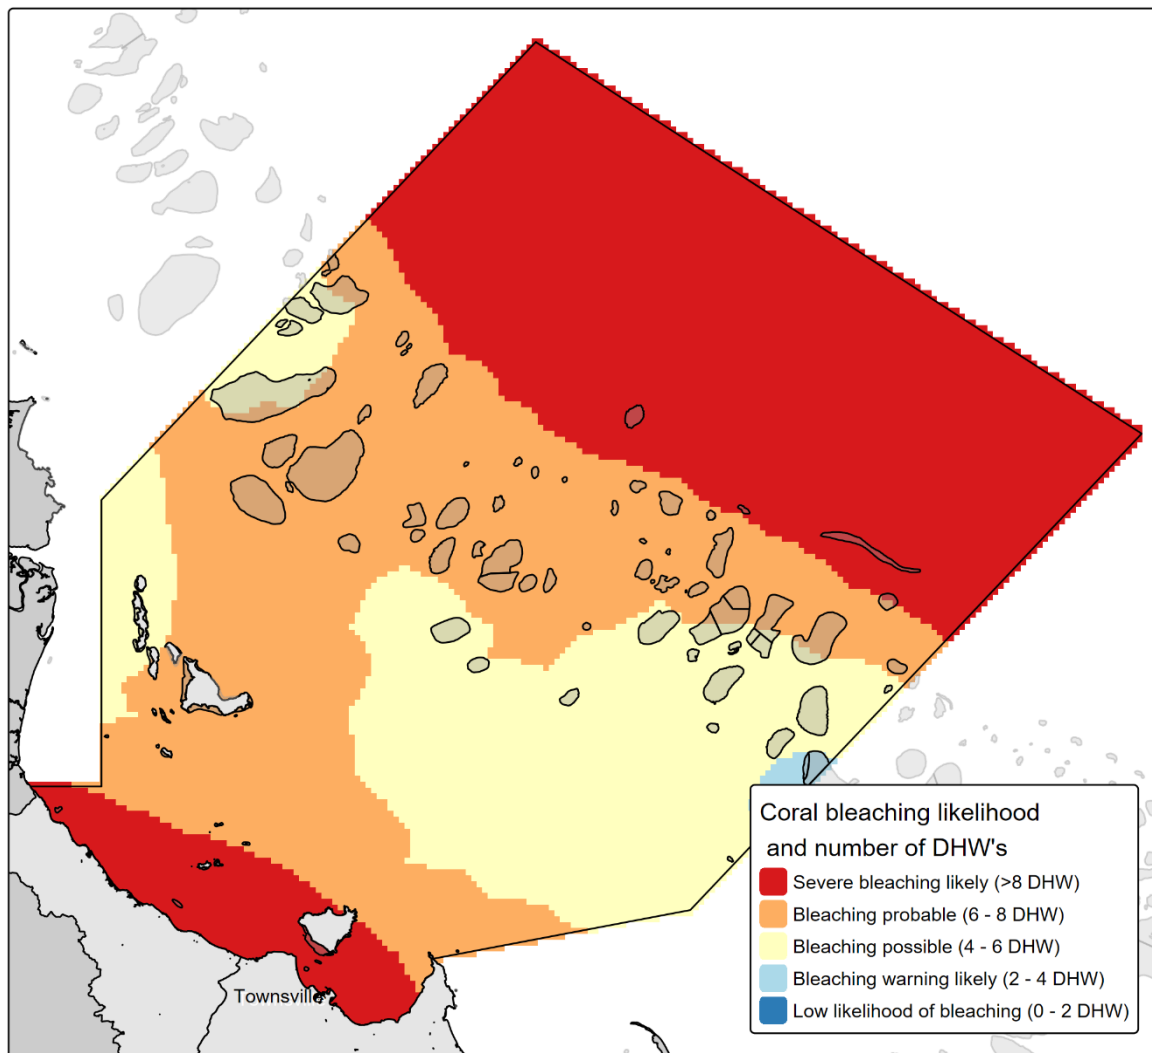 Townsville
Coral bleaching likelihood
and number of DHW's
Severe bleaching likely (>8 DHW)
Bleaching probable (6 - 8 DHW)
Bleaching possible (4 - 6 DHW)
Bleaching warning likely (2 - 4 DHW)
Low likelihood of bleaching (0 - 2 DHW)